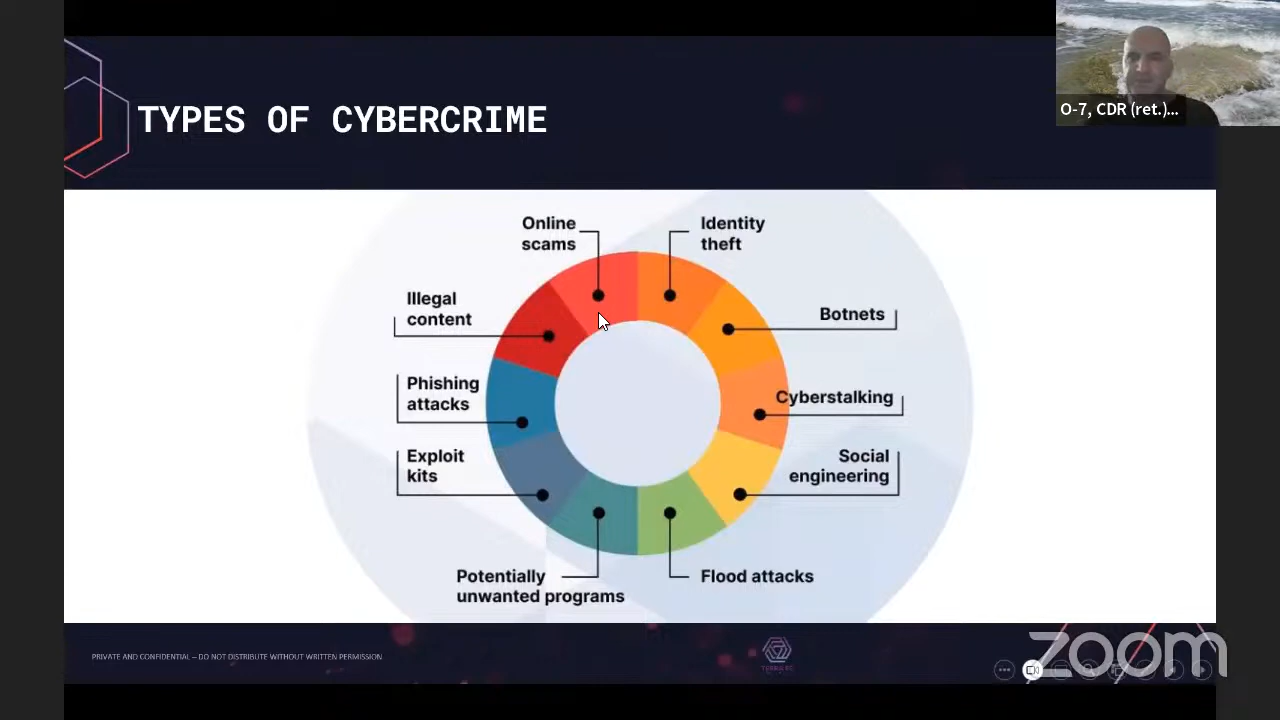 TYPES OF CYBERCRIME
O-7, CDR (ret.)...
Online
scams
Identity
theft
Illegal
content
Botnets
Phishing
attacks
Cyberstalking
Exploit
kits
Social
engineering
Potentially
unwanted programs
Flood attacks
PRIVATE AND CONFIDENTIAL – DO NOT DISTRIBUTE WITHOUT WRITTEN PERMISSION
zoom